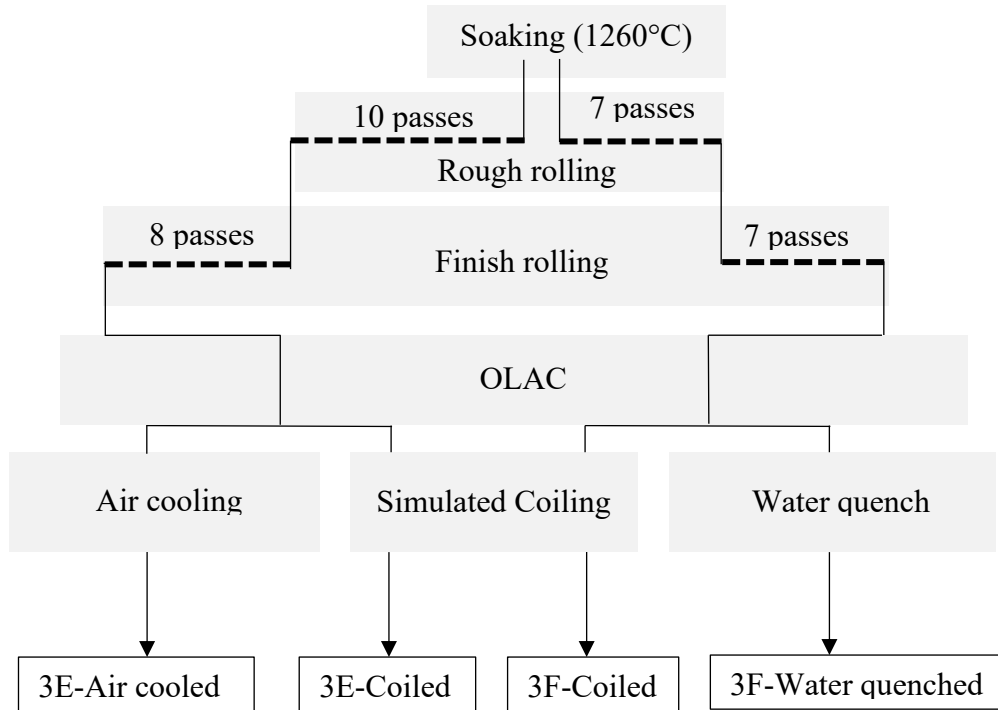 Soaking (1260°C)
10 passes
7 passes
Rough rolling
8 passes
7 passes
Finish rolling
OLAC
Air cooling
Simulated Coiling
Water quench
3E-Air cooled
3E-Coiled
3F-Coiled
3F-Water quenched